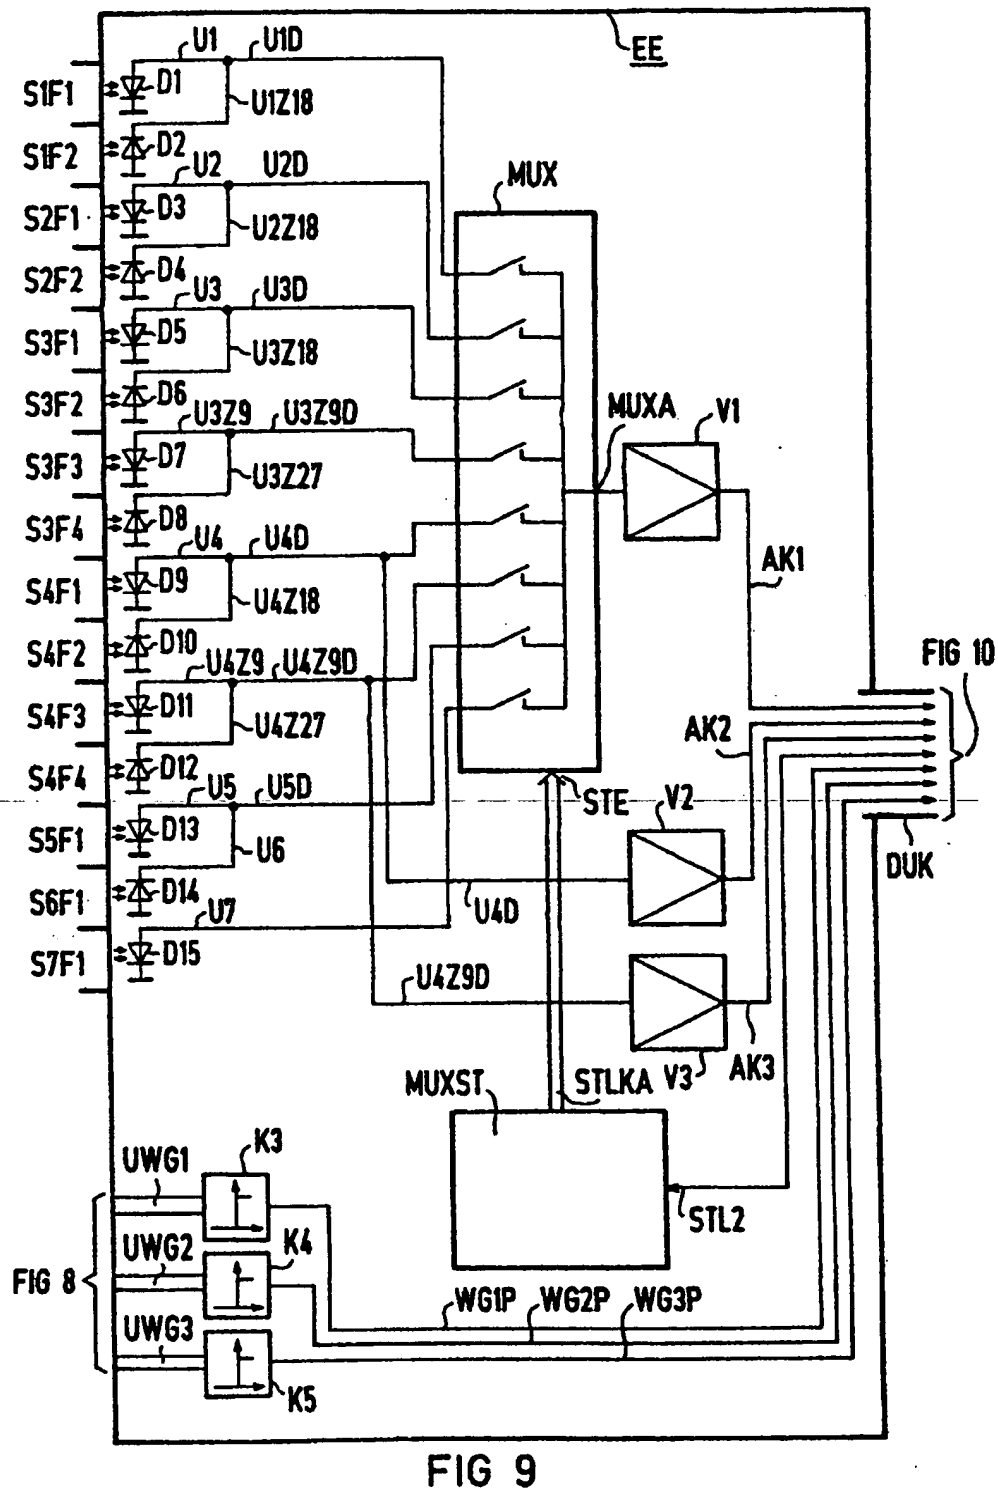 EE
U1
U1D
S1F1
D1
U1Z18
S1F2
D2
U2
U2D
MUX
S2F1
D3
U2Z18
S2F2
D4
U3
U3D
S3F1
D5
U3Z18
S3F2
D6
U3Z9
U3Z9D
MUXA
V1
S3F3
D7
U3Z27
S3F4
D8
U4
U4D
AK1
S4F1
D9
U4Z18
S4F2
D10
U4Z9
U4Z9D
FIG 10
S4F3
D11
U4Z27
AK2
S4F4
D12
U5
U5D
STE
V2
S5F1
D13
U6
DUK
S6F1
D14
U7
U4D
S7F1
D15
U4Z9D
MUXST
STLKA
V3
AK3
K3
UWG1
STL2
UWG2
K4
FIG 8
WG1P
WG2P
WG3P
UWG3
K5
FIG 9